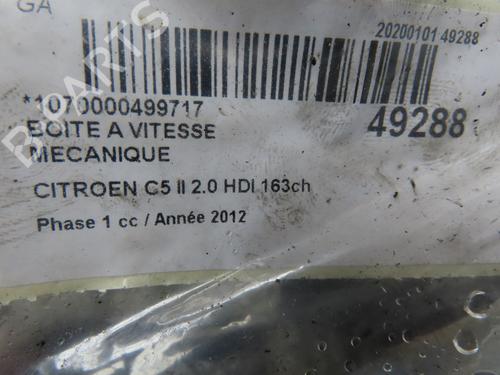 GA
20200101 49288
*1070000499717
49288
BOITE A VITESSE
MECANIQUE
CITROEN C5 II 2.0 HDI 163ch
Phase 1 cc / Année 2012
B-PARTS